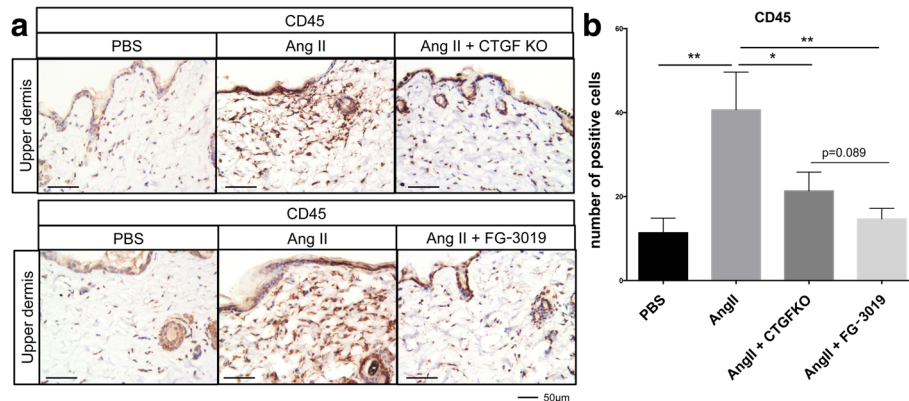 a
CD45
PBS
Ang II
Ang II + CTGF KO
Upper dermis
CD45
PBS
Ang II
Ang II + FG-3019
Upper dermis
50μm
b
CD45
number of positive cells
60
40
20
0
**
**
*
p=0.089
PBS
AngII
AngII + CTGFKO
AngII + FG-3019